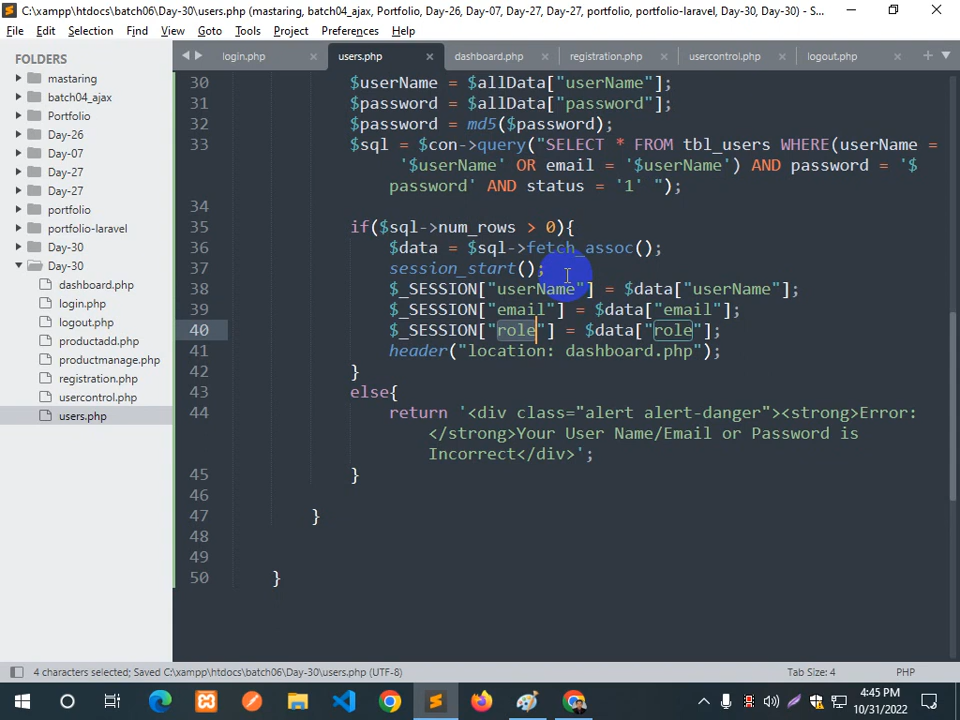 C:\xampp\htdocs\batch06\Day-30\users.php (mastaring, batch04_ajax, Portfolio, Day-26, Day-07, Day-27, Day-27, portfolio, portfolio-laravel, Day-30, Day-30) - S...
File Edit Selection Find View Goto Tools Project Preferences Help
FOLDERS
login.php × users.php × dashboard.php × registration.php × usercontrol.php × logout.php × +
mastaring
batch04_ajax
Portfolio
Day-26
Day-07
Day-27
Day-27
portfolio
portfolio-laravel
Day-30
Day-30
dashboard.php
login.php
logout.php
productadd.php
productmanage.php
registration.php
usercontrol.php
users.php
30 $userName = $allData["userName"];
31 $password = $allData["password"];
32 $password = md5($password);
33 $sql = $con->query("SELECT * FROM tbl_users WHERE(userName =
'$userName' OR email = '$userName') AND password = '$
password' AND status = '1' ");
34
35 if($sql->num_rows > 0){
36 $data = $sql->fetch_assoc();
37 session_start();
38 $_SESSION["userName"] = $data["userName"];
39 $_SESSION["email"] = $data["email"];
40 $_SESSION["role"] = $data["role"];
41 header("location: dashboard.php");
42 }
43 else{
44 return '<div class="alert alert-danger"><strong>Error:
</strong>Your User Name/Email or Password is
Incorrect</div>';
45 }
46
47 }
48
49
50 }
4 characters selected; Saved C:\xampp\htdocs\batch06\Day-30\users.php (UTF-8) Tab Size: 4 PHP
4:45 PM
10/31/2022